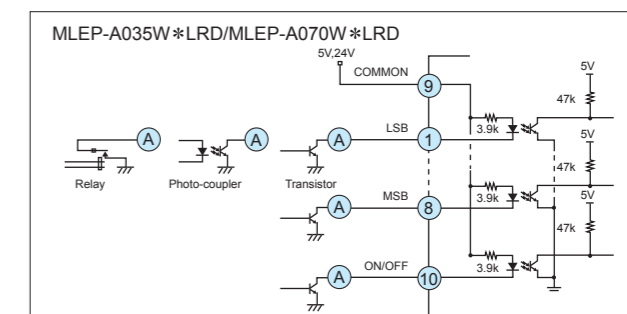 MLEP-A035W＊LRD/MLEP-A070W＊LRD
5V,24V
COMMON
9
5V
47k
LSB
A
A
A
1
3.9k
5V
Relay
Photo-coupler
Transistor
47k
MSB
A
8
3.9k
5V
47k
ON/OFF
A
10
3.9k